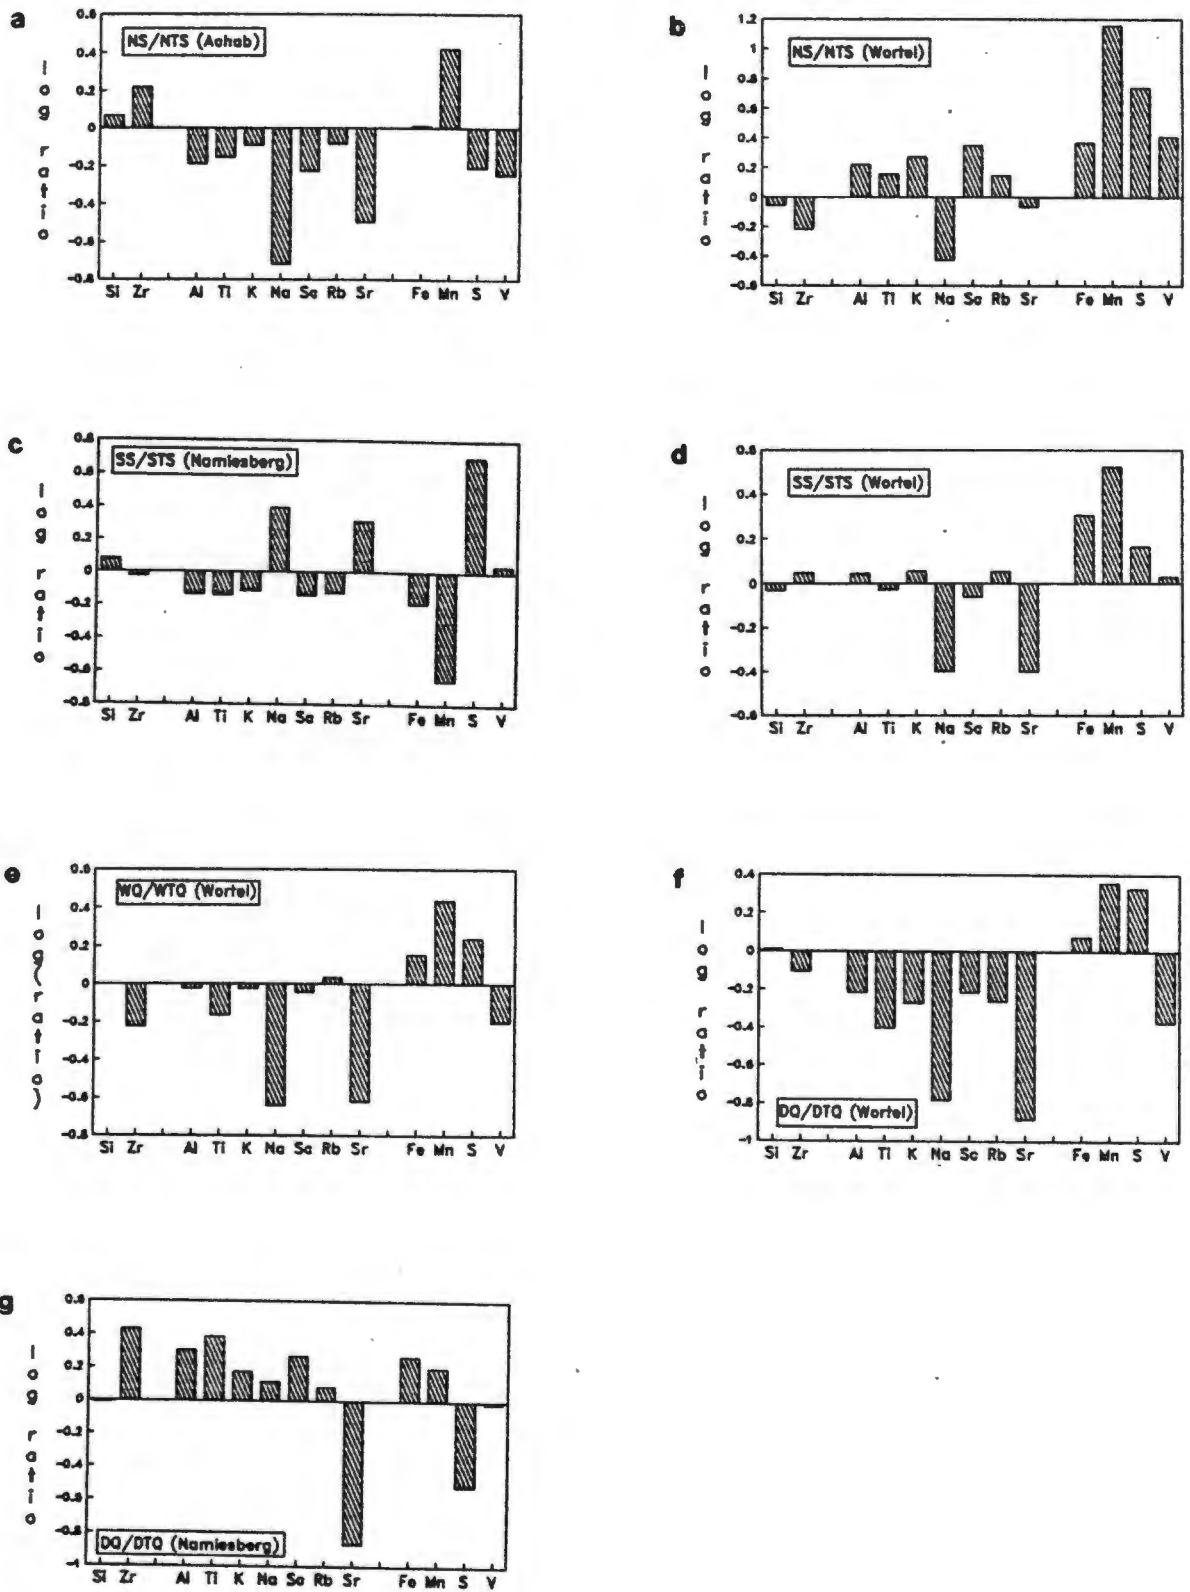 a
NS/NTS (Aahab)
log ratio
0.6
0.4
0.2
0
-0.2
-0.4
-0.6
-0.8
Si Zr Al Ti K Na Sc Rb Sr Fe Mn S V
b
NS/NTS (Wortel)
log ratio
1.2
1
0.8
0.6
0.4
0.2
0
-0.2
-0.4
-0.6
Si Zr Al Ti K Na Sc Rb Sr Fe Mn S V
c
SS/STS (Namiesberg)
log ratio
0.8
0.6
0.4
0.2
0
-0.2
-0.4
-0.6
-0.8
Si Zr Al Ti K Na Sc Rb Sr Fe Mn S V
d
SS/STS (Wortel)
log ratio
0.6
0.4
0.2
0
-0.2
-0.4
-0.6
Si Zr Al Ti K Na Sc Rb Sr Fe Mn S V
e
WQ/WTQ (Wortel)
log(ratio)
0.6
0.4
0.2
0
-0.2
-0.4
-0.6
-0.8
Si Zr Al Ti K Na Sc Rb Sr Fe Mn S V
f
DQ/DTQ (Wortel)
log ratio
0.4
0.2
0
-0.2
-0.4
-0.6
-0.8
-1
Si Zr Al Ti K Na Sc Rb Sr Fe Mn S V
g
DQ/DTQ (Namiesberg)
log ratio
0.6
0.4
0.2
0
-0.2
-0.4
-0.6
-0.8
-1
Si Zr Al Ti K Na Sc Rb Sr Fe Mn S V